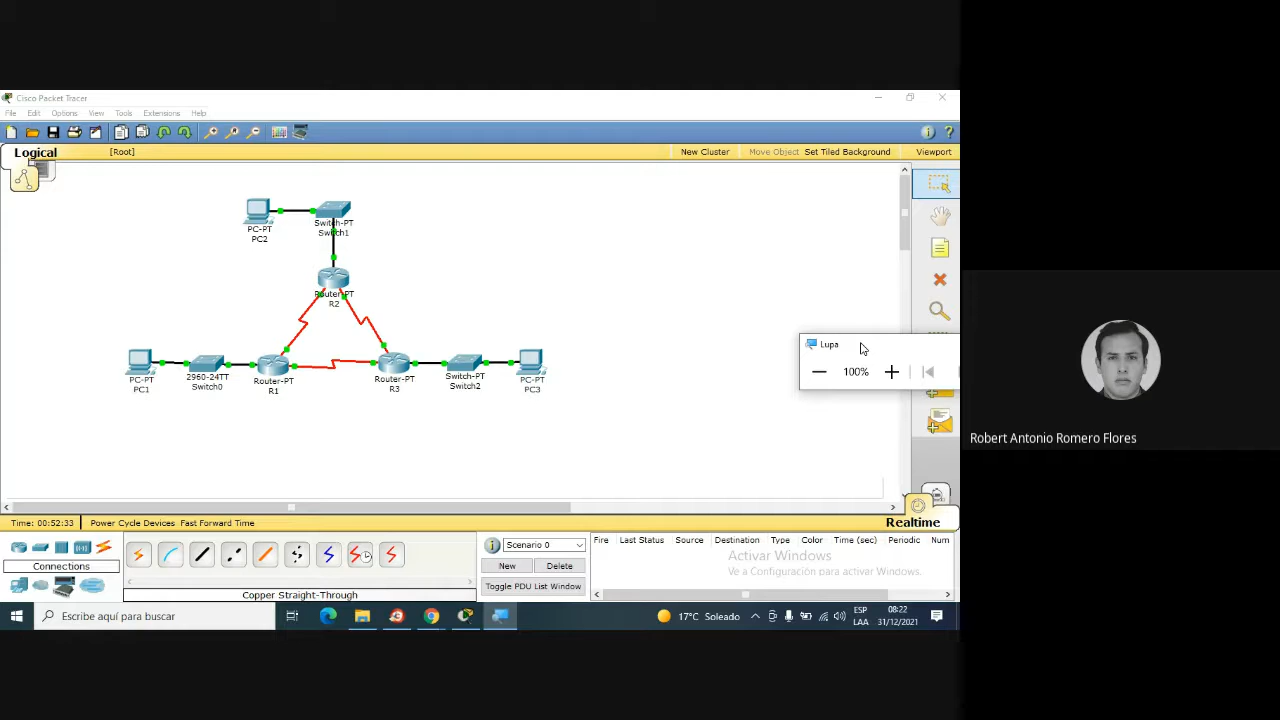 Cisco Packet Tracer
File Edit Options View Tools Extensions Help
Logical
[Root]
New Cluster Move Object Set Tiled Background Viewport
PC-PT
PC2
Switch-PT
Switch1
Router-PT
R2
PC-PT
PC1
2960-24TT
Switch0
Router-PT
R1
Router-PT
R3
Switch-PT
Switch2
PC-PT
PC3
Lupa
100%
Robert Antonio Romero Flores
Time: 00:52:33 Power Cycle Devices Fast Forward Time
Realtime
Connections
Copper Straight-Through
Scenario 0
New Delete
Toggle PDU List Window
Fire Last Status Source Destination Type Color Time (sec) Periodic Num
Activar Windows
Ve a Configuración para activar Windows.
Escribe aquí para buscar
17°C Soleado
ESP
LAA
08:22
31/12/2021